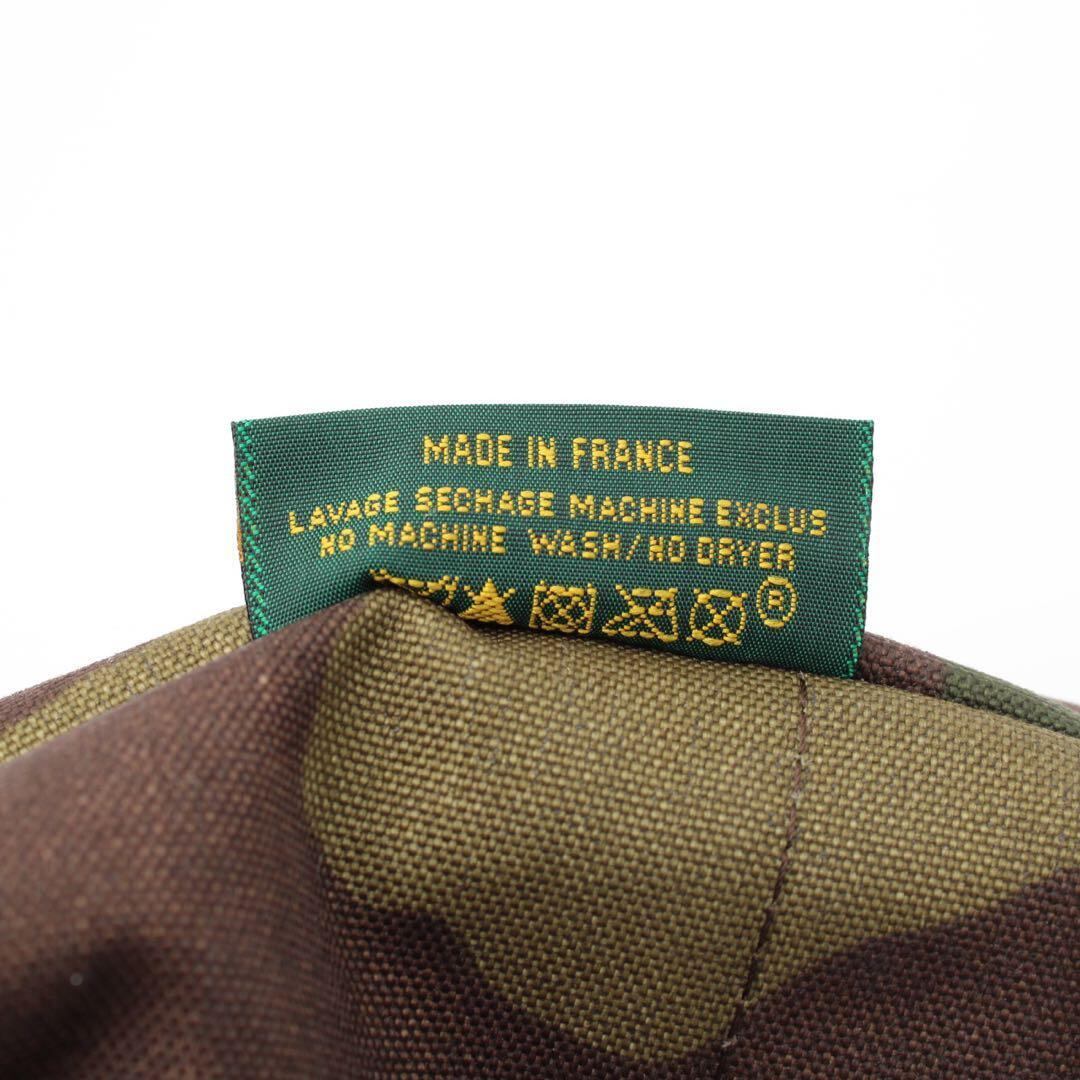 MADE IN FRANCE
LAVAGE SECHAGE MACHINE EXCLUS
NO MACHINE WASH/NO DRYER
®